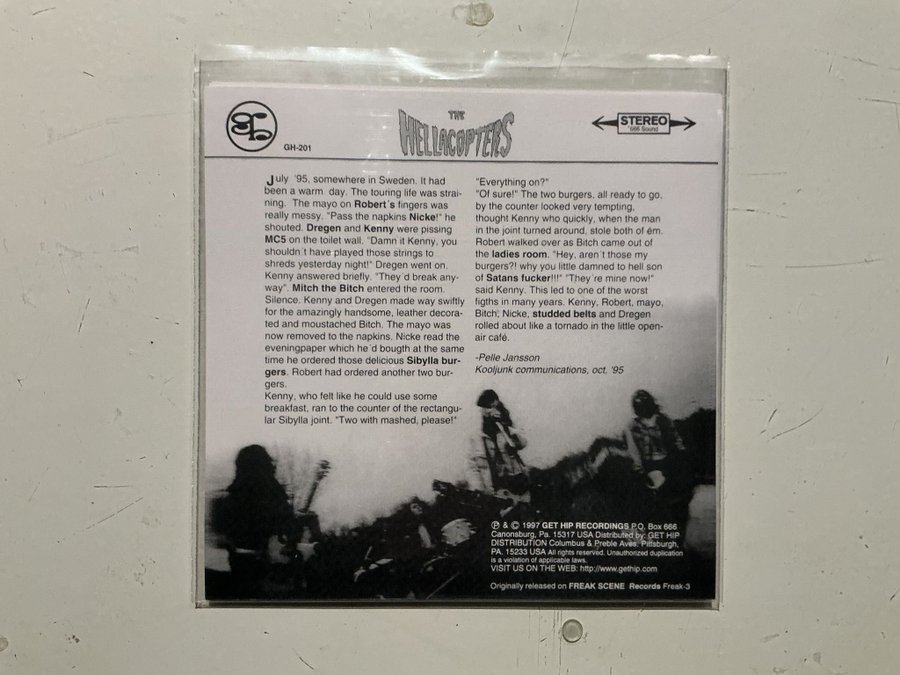 GH-201
THE
HELLACOPTERS
STEREO
'666 Sound
July '95, somewhere in Sweden. It had
been a warm day. The touring life was strai-
ning. The mayo on Robert´s fingers was
really messy. "Pass the napkins Nicke!" he
shouted. Dregen and Kenny were pissing
MC5 on the toilet wall. "Damn it Kenny, you
shouldn´t have played those strings to
shreds yesterday night!" Dregen went on.
Kenny answered briefly. "They´d break any-
way". Mitch the Bitch entered the room.
Silence. Kenny and Dregen made way swiftly
for the amazingly handsome, leather decora-
ted and moustached Bitch. The mayo was
now removed to the napkins. Nicke read the
eveningpaper which he´d bougth at the same
time he ordered those delicious Sibylla bur-
gers. Robert had ordered another two bur-
gers.
Kenny, who felt like he could use some
breakfast, ran to the counter of the rectangu-
lar Sibylla joint. "Two with mashed, please!"
"Everything on?"
"Of sure!" The two burgers, all ready to go,
by the counter looked very tempting,
thought Kenny who quickly, when the man
in the joint turned around, stole both of ém.
Robert walked over as Bitch came out of
the ladies room. "Hey, aren´t those my
burgers?! why you little damned to hell son
of Satans fucker!!!" "They´re mine now!"
said Kenny. This led to one of the worst
figths in many years. Kenny, Robert, mayo,
Bitch, Nicke, studded belts and Dregen
rolled about like a tornado in the little open-
air café.
-Pelle Jansson
Kooljunk communications, oct. '95
℗ & © 1997 GET HIP RECORDINGS P.O. Box 666
Canonsburg, Pa. 15317 USA Distributed by: GET HIP
DISTRIBUTION Columbus & Preble Aves. Pittsburgh,
PA. 15233 USA All rights reserved. Unauthorized duplication
is a violation of applicable laws.
VISIT US ON THE WEB: http://www.gethip.com
Originally released on FREAK SCENE Records Freak-3